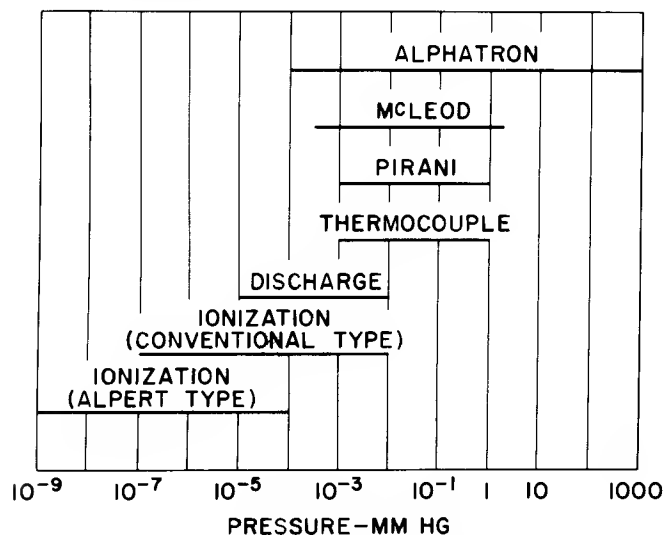 ALPHATRON
McLEOD
PIRANI
THERMOCOUPLE
DISCHARGE
IONIZATION
(CONVENTIONAL TYPE)
IONIZATION
(ALPERT TYPE)
10⁻⁹ 10⁻⁷ 10⁻⁵ 10⁻³ 10⁻¹ 1 10 1000
PRESSURE–MM HG